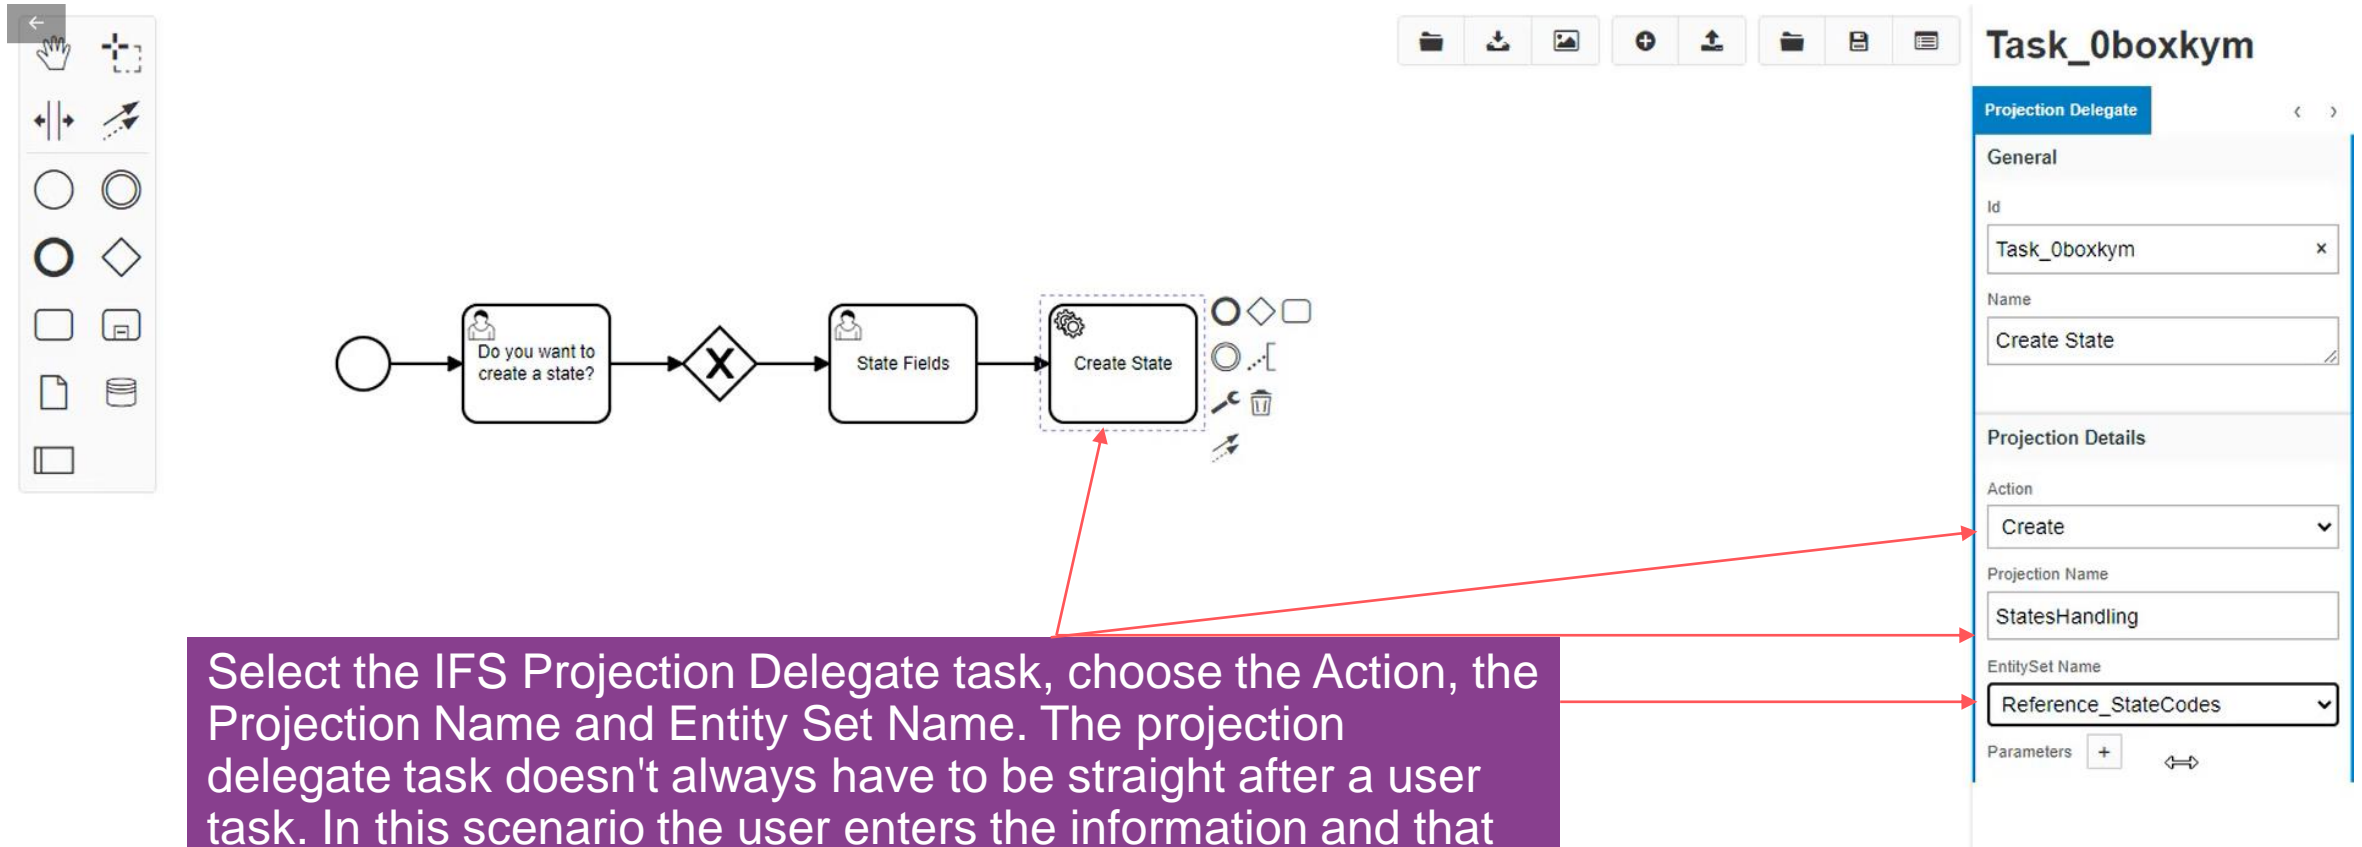 Task_0boxkym
Projection Delegate
General
Id
Task_0boxkym
Name
Create State
Projection Details
Action
Create
Projection Name
StatesHandling
EntitySet Name
Reference_StateCodes
Parameters
Do you want to
create a state?
State Fields
Create State
Select the IFS Projection Delegate task, choose the Action, the
Projection Name and Entity Set Name. The projection
delegate task doesn't always have to be straight after a user
task. In this scenario the user enters the information and that